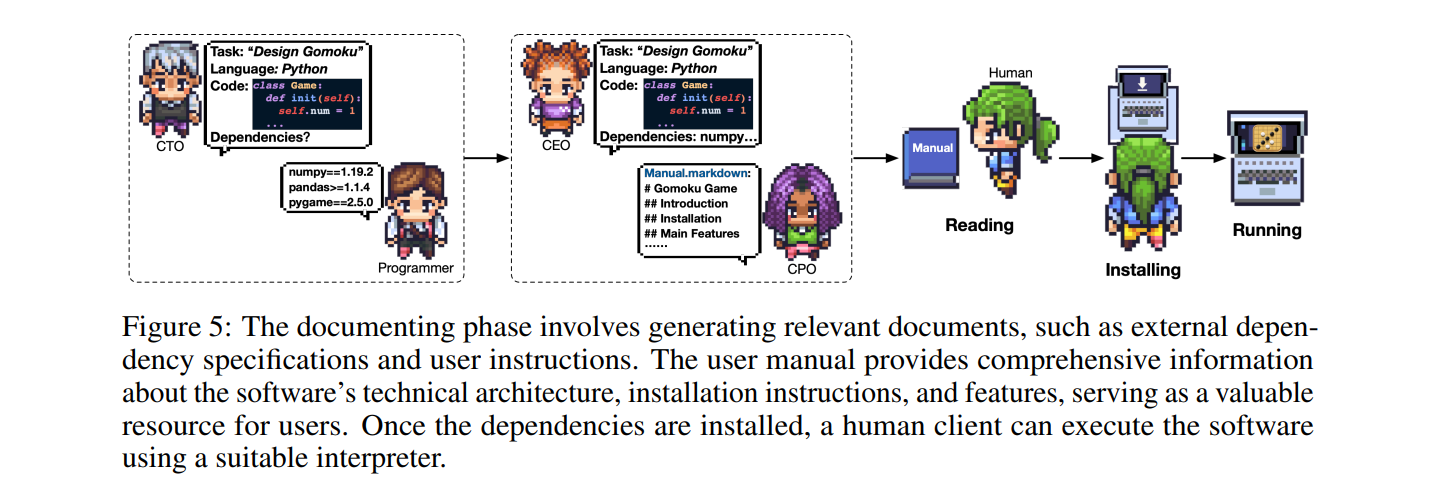 Task: “Design Gomoku”
Language: Python
Code: class Game:
def init(self):
self.num = 1
...
Dependencies?
CTO
numpy==1.19.2
pandas>=1.1.4
pygame==2.5.0
Programmer
Task: “Design Gomoku”
Language: Python
Code: class Game:
def init(self):
self.num = 1
...
Dependencies: numpy...
CEO
Manual.markdown:
# Gomoku Game
## Introduction
## Installation
## Main Features
......
CPO
Human
Manual
Reading
Installing
Running
Figure 5: The documenting phase involves generating relevant documents, such as external depen-
dency specifications and user instructions. The user manual provides comprehensive information
about the software’s technical architecture, installation instructions, and features, serving as a valuable
resource for users. Once the dependencies are installed, a human client can execute the software
using a suitable interpreter.